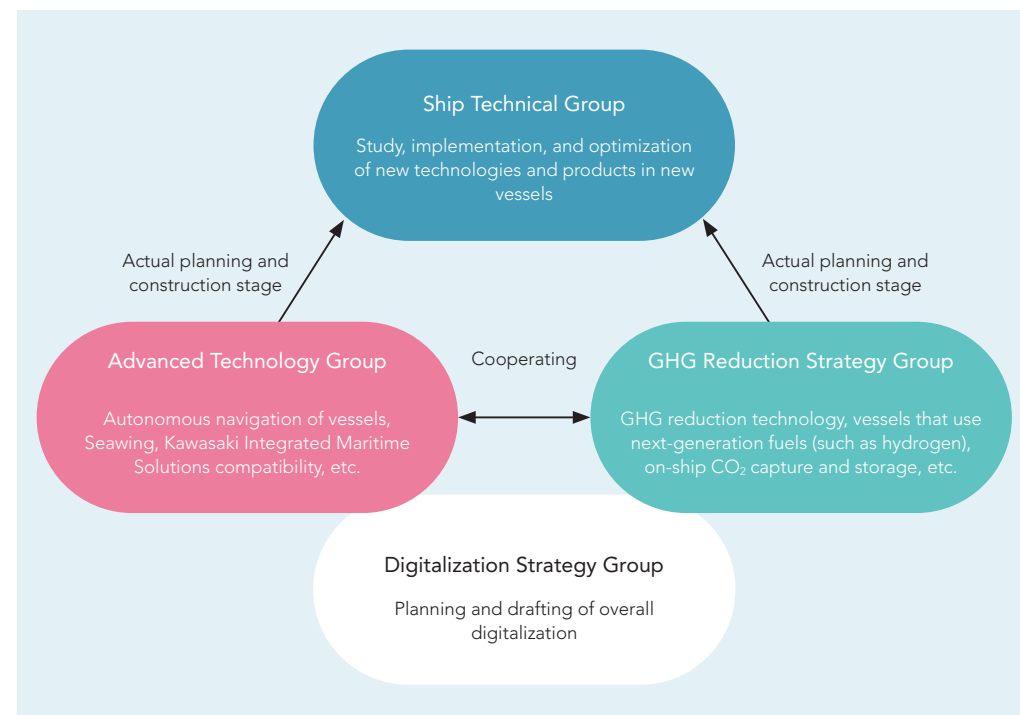 Ship Technical Group
Study, implementation, and optimization
of new technologies and products in new
vessels
Actual planning and
construction stage
Actual planning and
construction stage
Advanced Technology Group
Autonomous navigation of vessels,
Seawing, Kawasaki Integrated Maritime
Solutions compatibility, etc.
Cooperating
GHG Reduction Strategy Group
GHG reduction technology, vessels that use
next-generation fuels (such as hydrogen),
on-ship CO₂ capture and storage, etc.
Digitalization Strategy Group
Planning and drafting of overall
digitalization